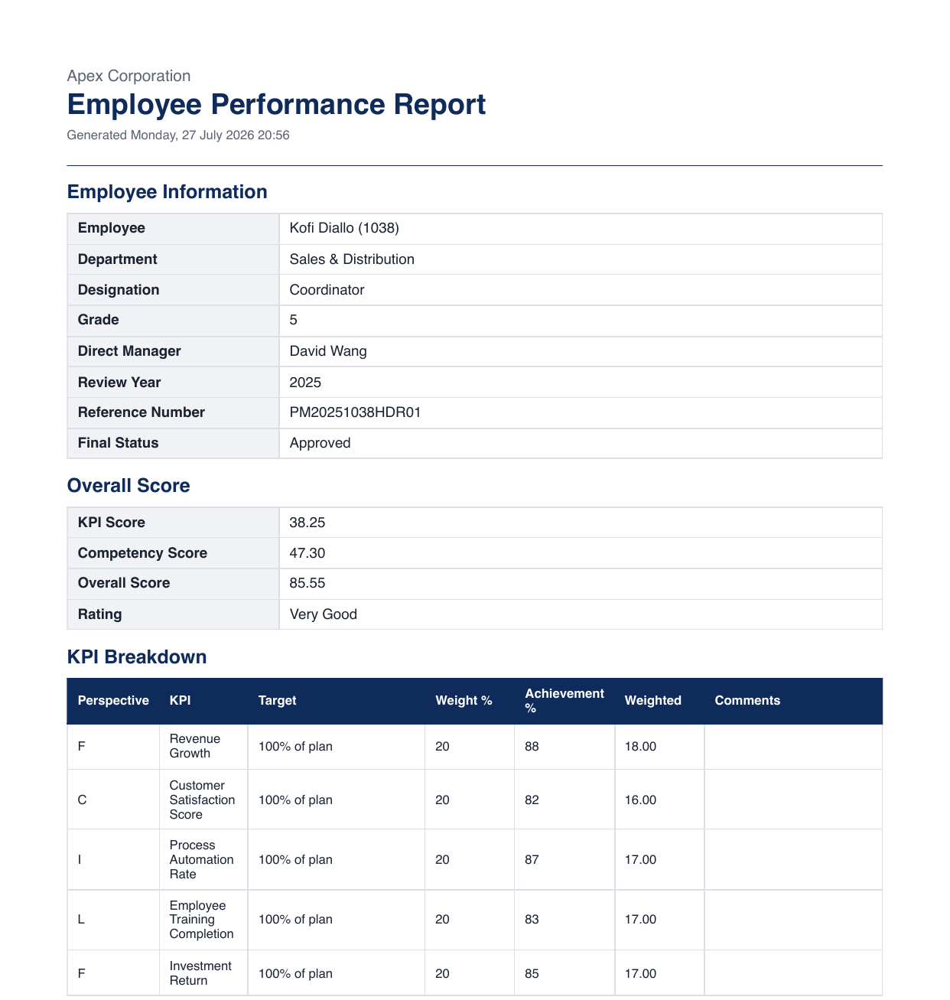 Apex Corporation
Employee Performance Report
Generated Monday, 27 July 2026 20:56
Employee Information
Employee Kofi Diallo (1038)
Department Sales & Distribution
Designation Coordinator
Grade 5
Direct Manager David Wang
Review Year 2025
Reference Number PM20251038HDR01
Final Status Approved
Overall Score
KPI Score 38.25
Competency Score 47.30
Overall Score 85.55
Rating Very Good
KPI Breakdown
Perspective KPI Target Weight % Achievement % Weighted Comments
F Revenue Growth 100% of plan 20 88 18.00
C Customer Satisfaction Score 100% of plan 20 82 16.00
I Process Automation Rate 100% of plan 20 87 17.00
L Employee Training Completion 100% of plan 20 83 17.00
F Investment Return 100% of plan 20 85 17.00